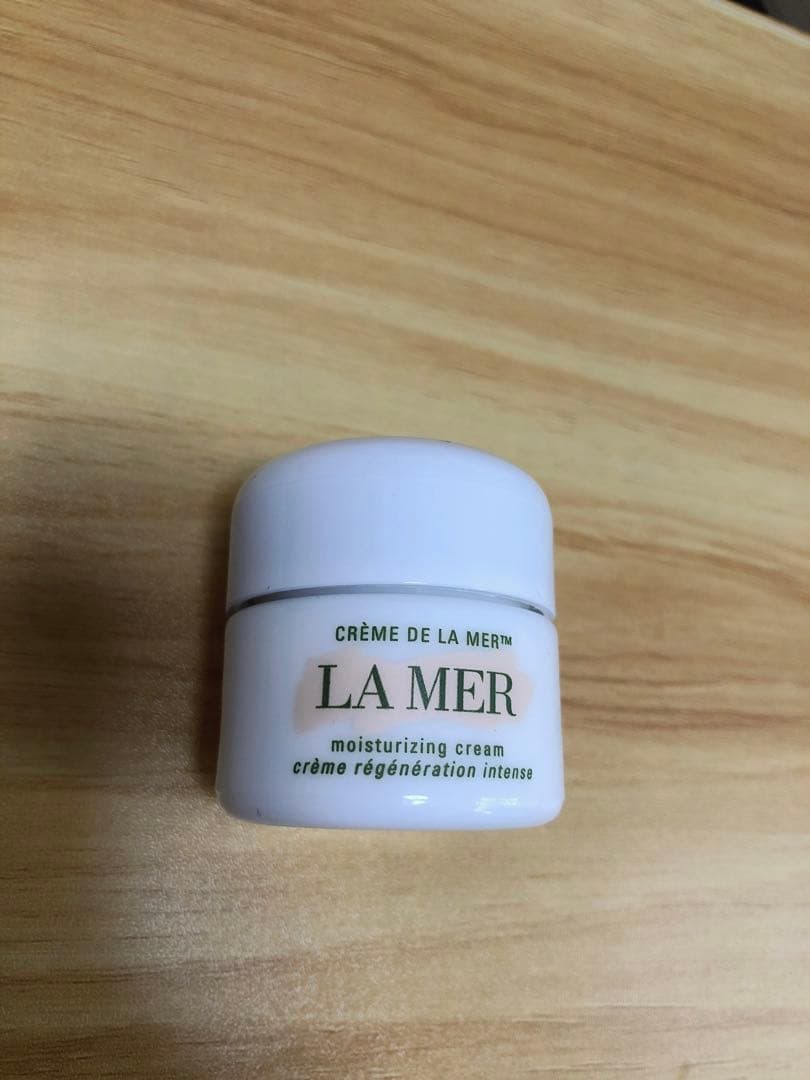 CRÈME DE LA MER™
LA MER
moisturizing cream
crème régénération intense